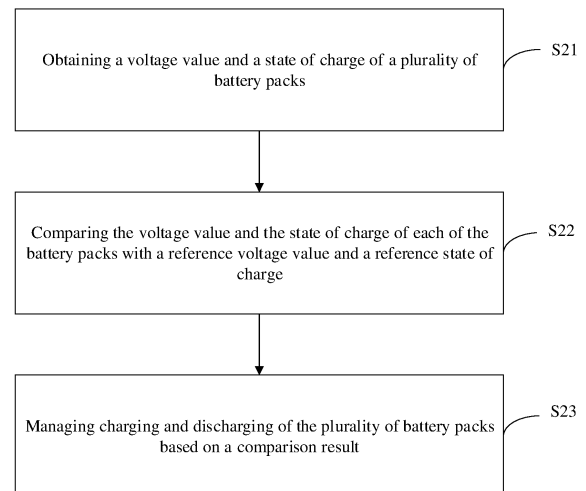 Obtaining a voltage value and a state of charge of a plurality of
battery packs
S21
Comparing the voltage value and the state of charge of each of the
battery packs with a reference voltage value and a reference state of
charge
S22
Managing charging and discharging of the plurality of battery packs
based on a comparison result
S23